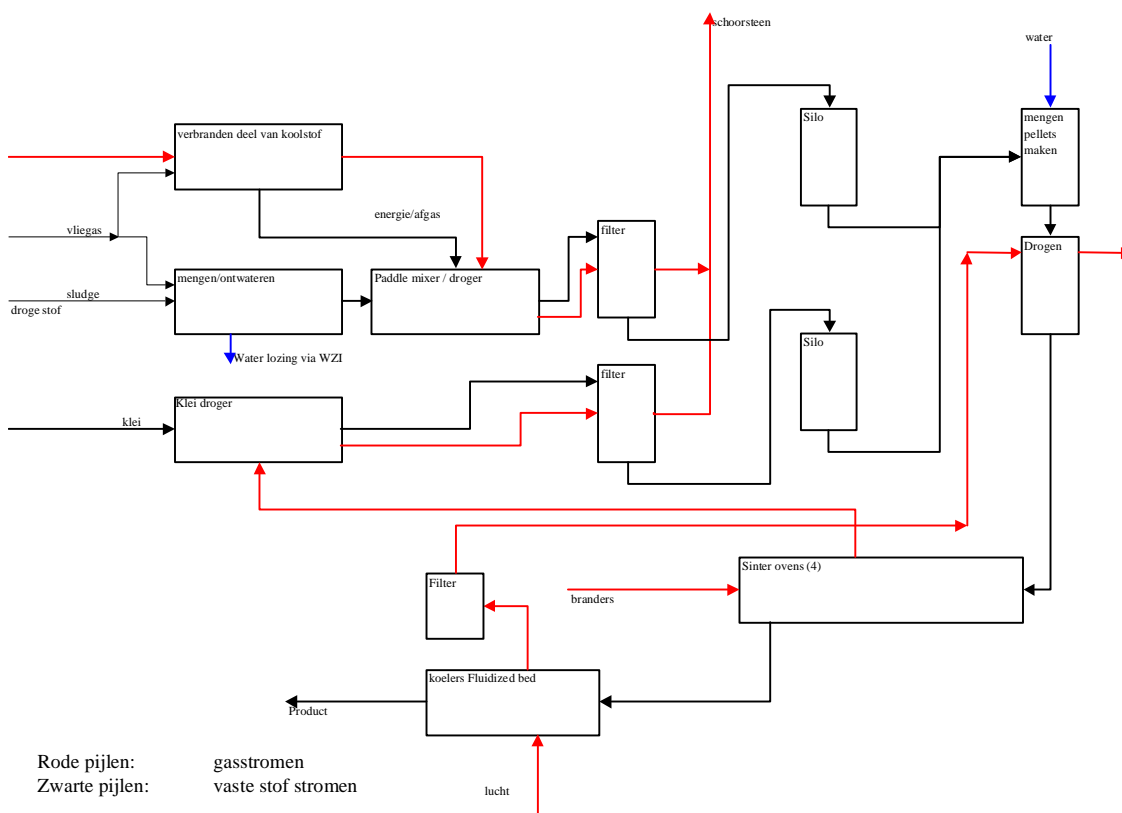 schoorsteen
water
verbranden deel van koolstof
Silo
mengen
pellets
maken
energie/afgas
vliegas
filter
Drogen
mengen/ontwateren
Paddle mixer / droger
sludge
droge stof
Silo
Water lozing via WZI
filter
Klei droger
klei
Sinter ovens (4)
Filter
branders
koelers Fluidized bed
Product
Rode pijlen: gasstromen
Zwarte pijlen: vaste stof stromen
lucht